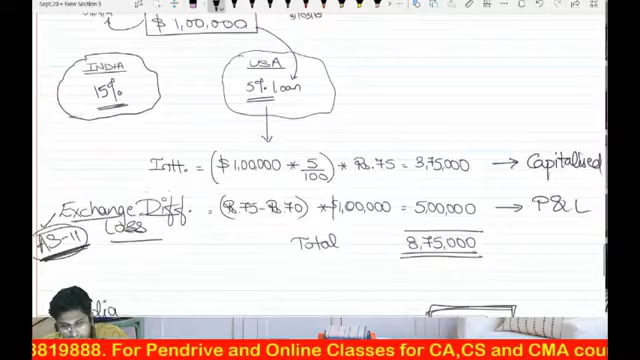 Sept,20 = New Section 5
$ 1,00,000
INDIA
15%
USA
5% loan
Intt. = ($1,00,000 * 5/100) * Rs.75 = 3,75,000 → Capitalised
Exchange Diff. = (Rs.75-Rs.70) * $1,00,000 = 5,00,000 → P&L
Loss
AS-11
Total 8,75,000
3819888. For Pendrive and Online Classes for CA,CS and CMA cou